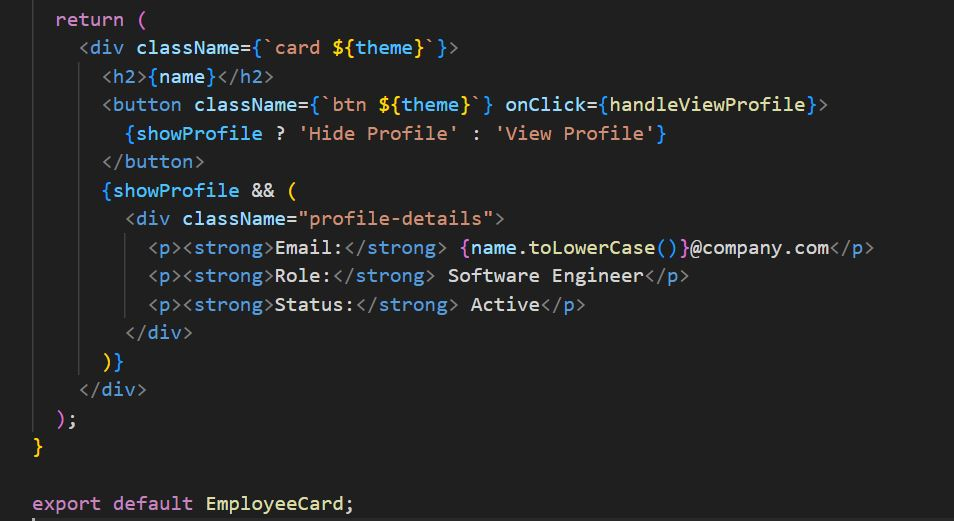 return (
<div className={`card ${theme}`}>
<h2>{name}</h2>
<button className={`btn ${theme}`} onClick={handleViewProfile}>
{showProfile ? 'Hide Profile' : 'View Profile'}
</button>
{showProfile && (
<div className="profile-details">
<p><strong>Email:</strong> {name.toLowerCase()}@company.com</p>
<p><strong>Role:</strong> Software Engineer</p>
<p><strong>Status:</strong> Active</p>
</div>
)}
</div>
);
}
export default EmployeeCard;